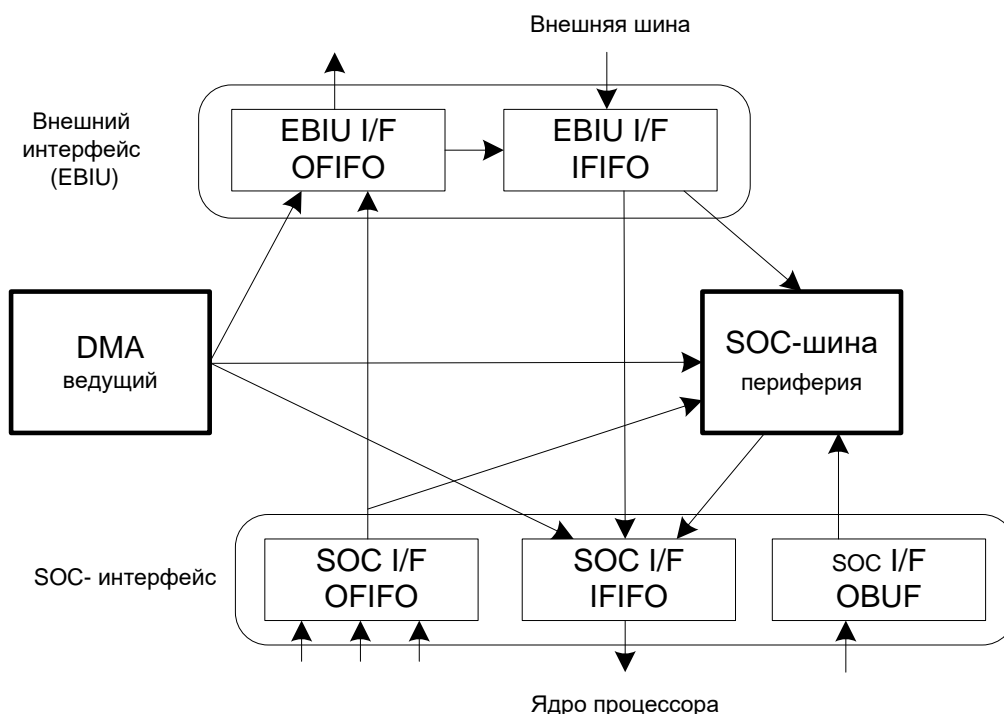 Внешняя шина
Внешний
интерфейс
(EBIU)
EBIU I/F
OFIFO
EBIU I/F
IFIFO
DMA
ведущий
SOC-шина
периферия
SOC- интерфейс
SOC I/F
OFIFO
SOC I/F
IFIFO
SOC I/F
OBUF
Ядро процессора